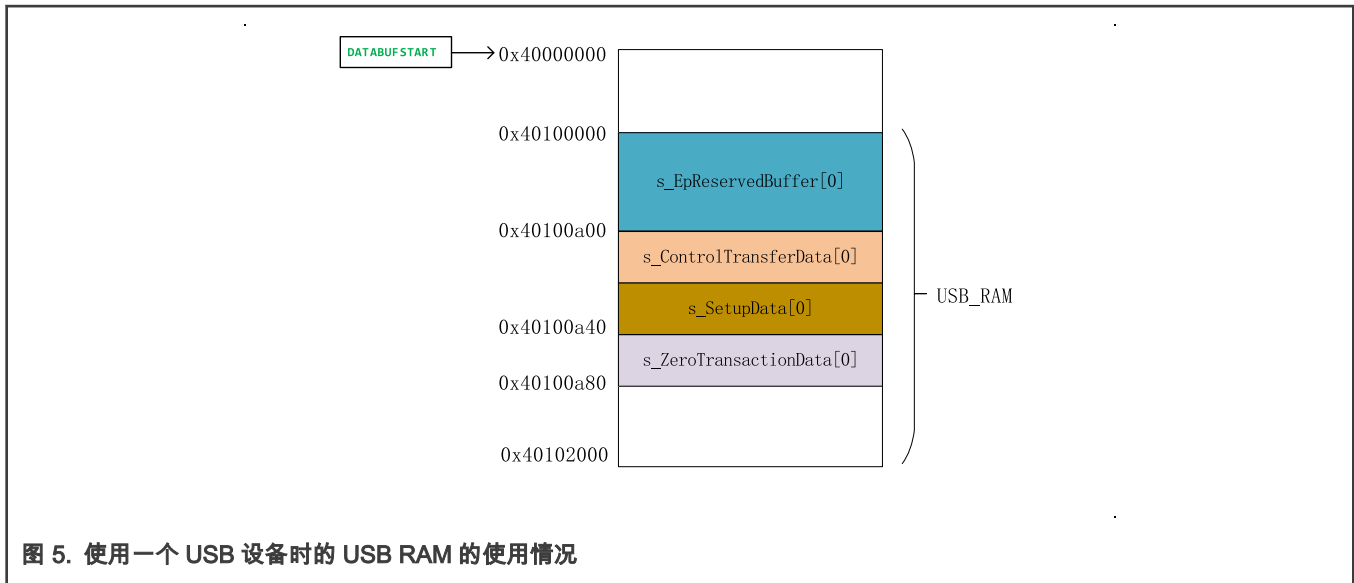 DATABUFSTART
0x40000000
0x40100000
s_EpReservedBuffer[0]
0x40100a00
s_ControlTransferData[0]
USB_RAM
s_SetupData[0]
0x40100a40
s_ZeroTransactionData[0]
0x40100a80
0x40102000
图 5. 使用一个 USB 设备时的 USB RAM 的使用情况